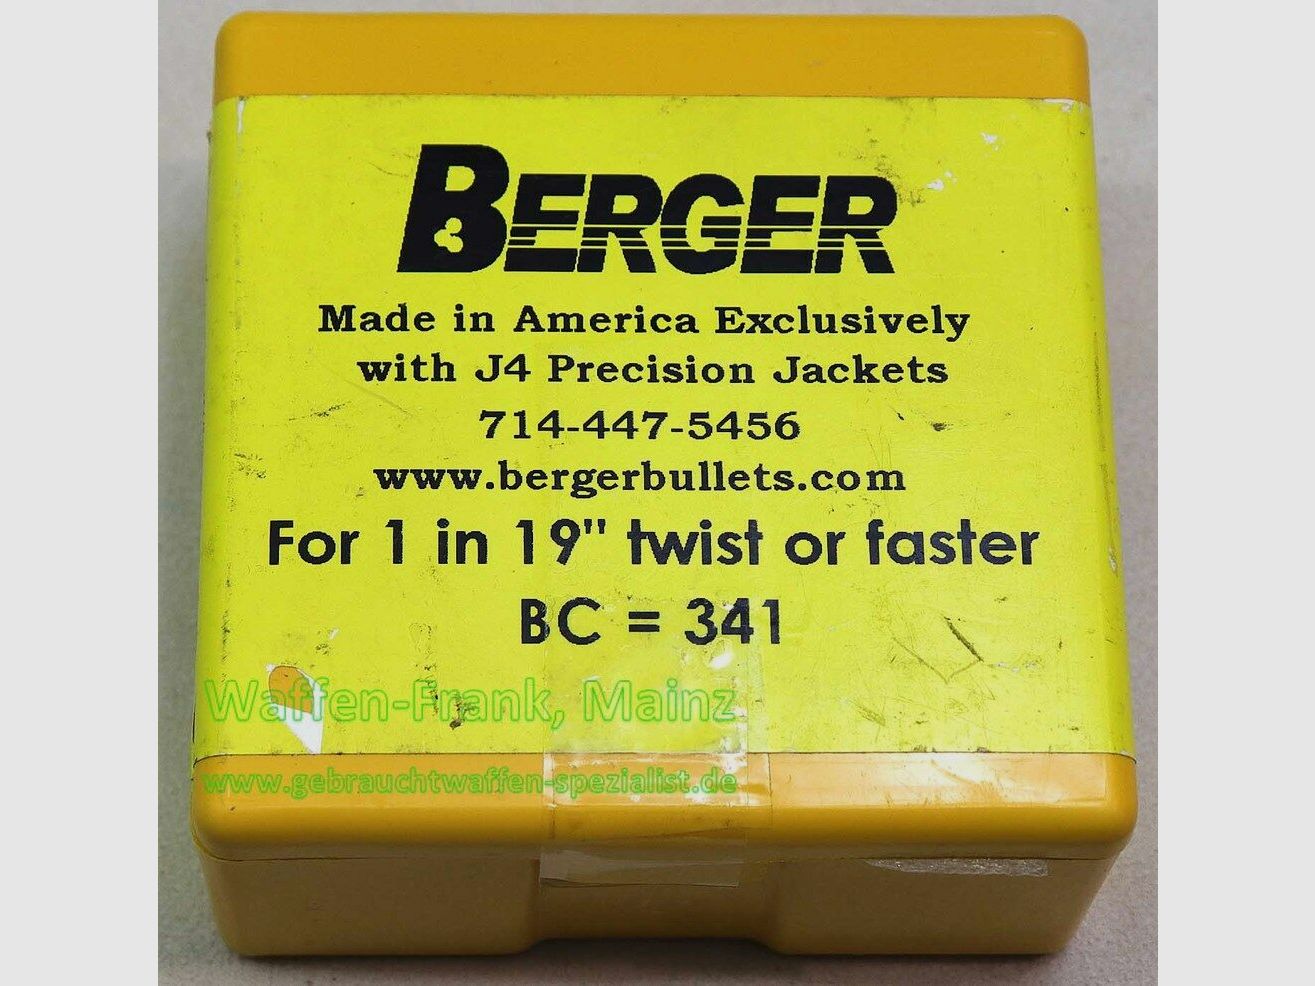 BERGER
Made in America Exclusively
with J4 Precision Jackets
714-447-5456
www.bergerbullets.com
For 1 in 19" twist or faster
BC = 341
Waffen-Frank, Mainz
www.gebrauchtwaffen-spezialist.de